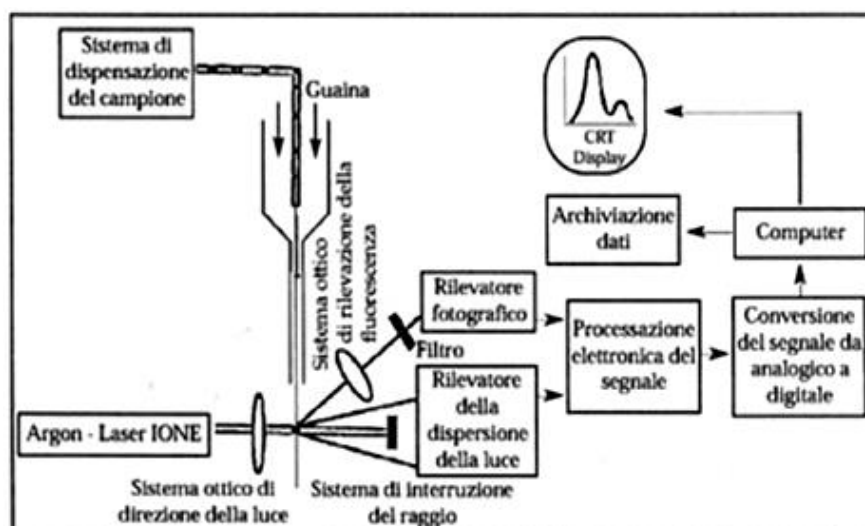 Sistema di
dispensazione
del campione
Guaina
CRT
Display
Sistema ottico
di rilevazione della
fluorescenza
Archiviazione
dati
Computer
Rilevatore
fotografico
Filtro
Processazione
elettronica del
segnale
Conversione
del segnale da
analogico a
digitale
Rilevatore
della
dispersione
della luce
Argon - Laser IONE
Sistema ottico di
direzione della luce
Sistema di interruzione
del raggio